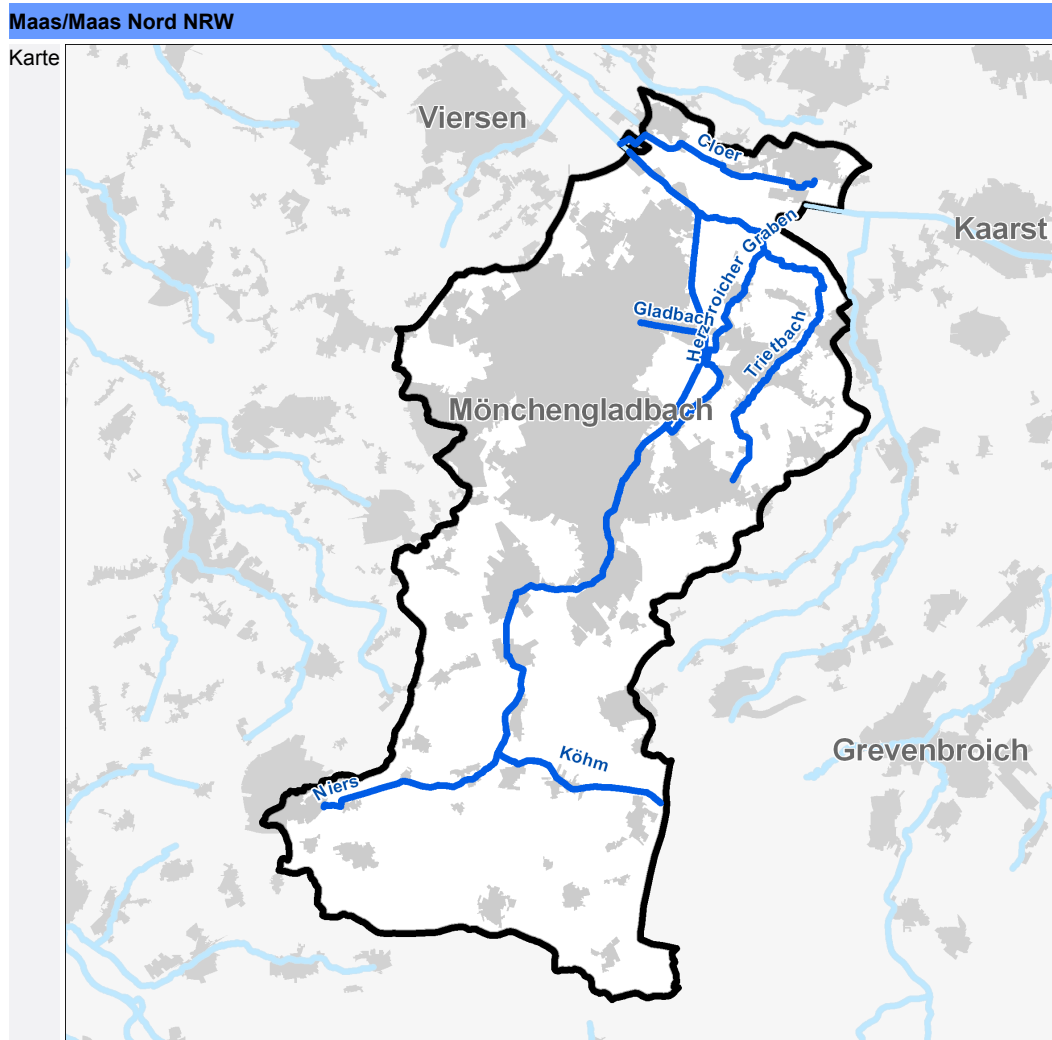 Maas/Maas Nord NRW
Karte
Viersen
Cloer
Kaarst
Herzbroicher Graben
Gladbach
Trietbach
Mönchengladbach
Grevenbroich
Köhm
Niers